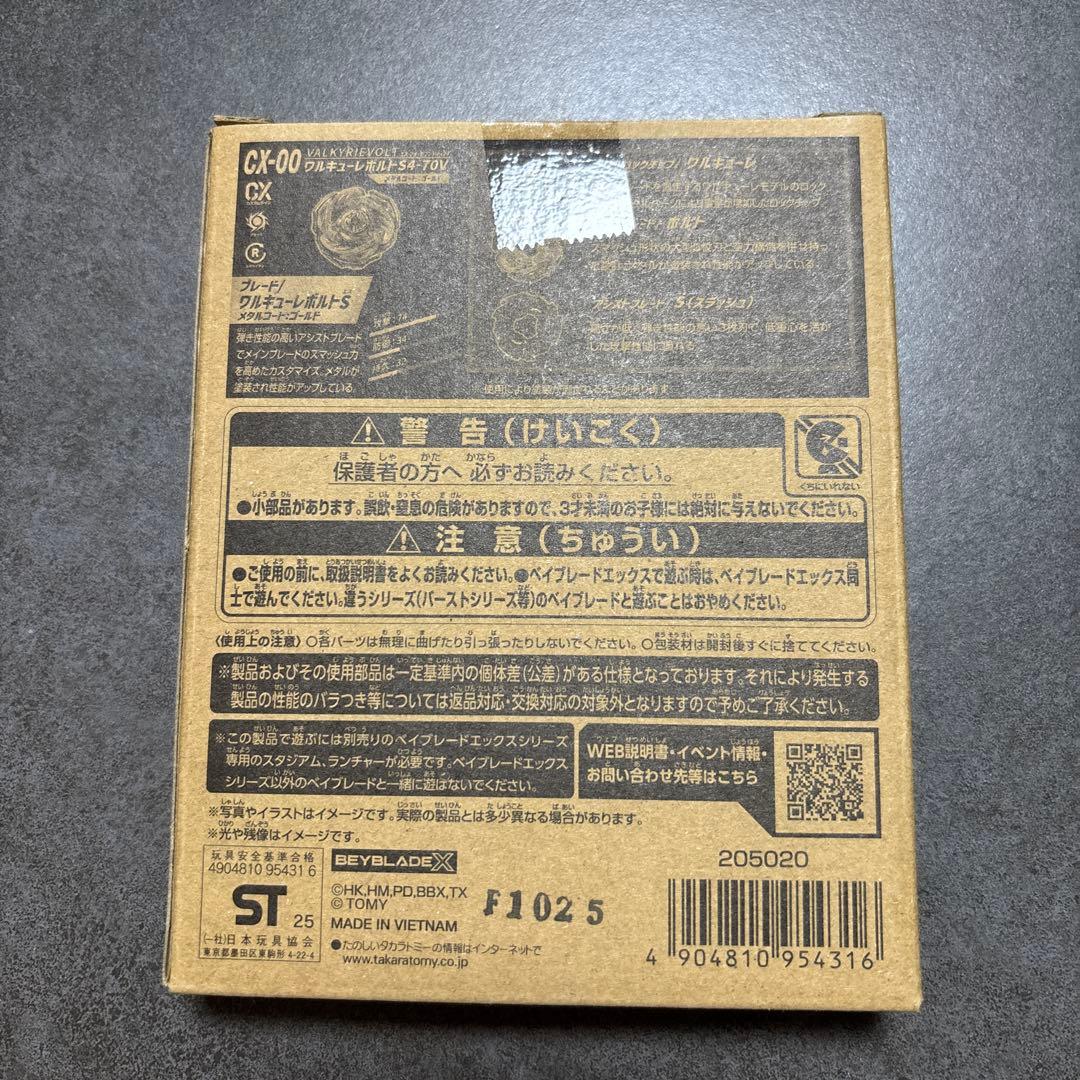 CX-00
VALKYRIEVOLT
ワルキューレボルトS4-70V
メタルコート:ゴールド
CX
R
ブレード/
ワルキューレボルトS
メタルコート:ゴールド
弾き性能の高いアシストブレード
でメインブレードのスマッシュ力
を高めたカスタマイズ。メタルが
塗装され性能がアップしている。
ワルキューレ
ボルト
アシストブレード S(スラッシュ)
警告(けいこく)
保護者の方へ 必ずお読みください。
くちにいれない
●小部品があります。誤飲・窒息の危険がありますので、3才未満のお子様には絶対に与えないでください。
注意(ちゅうい)
●ご使用の前に、取扱説明書をよくお読みください。●ベイブレードエックスで遊ぶ時は、ベイブレードエックス同
士で遊んでください。違うシリーズ(バーストシリーズ等)のベイブレードと遊ぶことはおやめください。
〈使用上の注意〉○各パーツは無理に曲げたり引っ張ったりしないでください。○包装材は開封後すぐに捨ててください。
※製品およびその使用部品は一定基準内の個体差(公差)がある仕様となっております。それにより発生する
製品の性能のバラつき等については返品対応・交換対応の対象外となりますので予めご了承ください。
※この製品で遊ぶには別売りのベイブレードエックスシリーズ
専用のスタジアム、ランチャーが必要です。ベイブレードエックス
シリーズ以外のベイブレードと一緒に遊ばないでください。
WEB説明書・イベント情報・
お問い合わせ先等はこちら
※写真やイラストはイメージです。実際の製品とは多少異なる場合があります。
※光や残像はイメージです。
玩具安全基準合格
4904810 95431 6
ST 25
(一社)日本玩具協会
東京都墨田区東駒形 4-22-4
BEYBLADE X
©HK,HM,PD,BBX,TX
© TOMY
MADE IN VIETNAM
F1025
●たのしいタカラトミーの情報はインターネットで
www.takaratomy.co.jp
205020
4 904810 954316